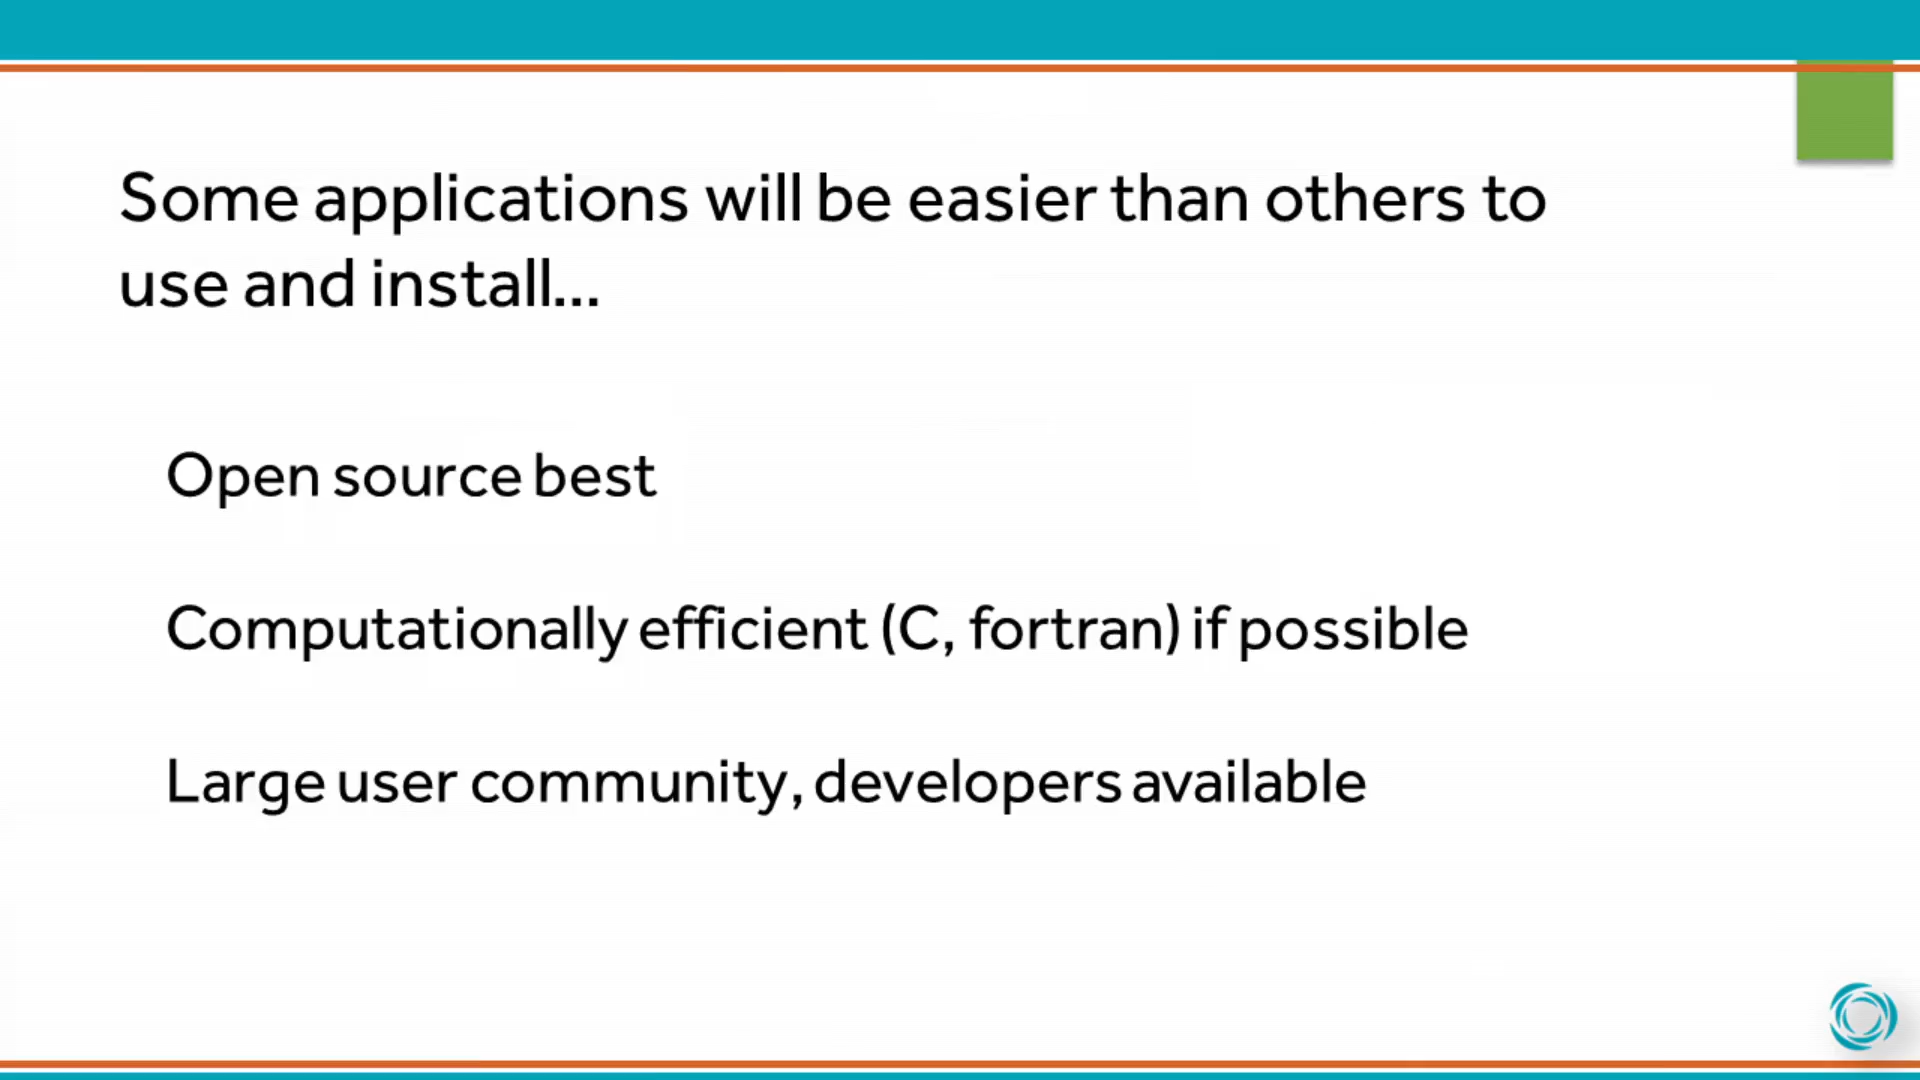 Some applications will be easier than others to
use and install...
Open source best
Computationally efficient (C, fortran) if possible
Large user community, developers available